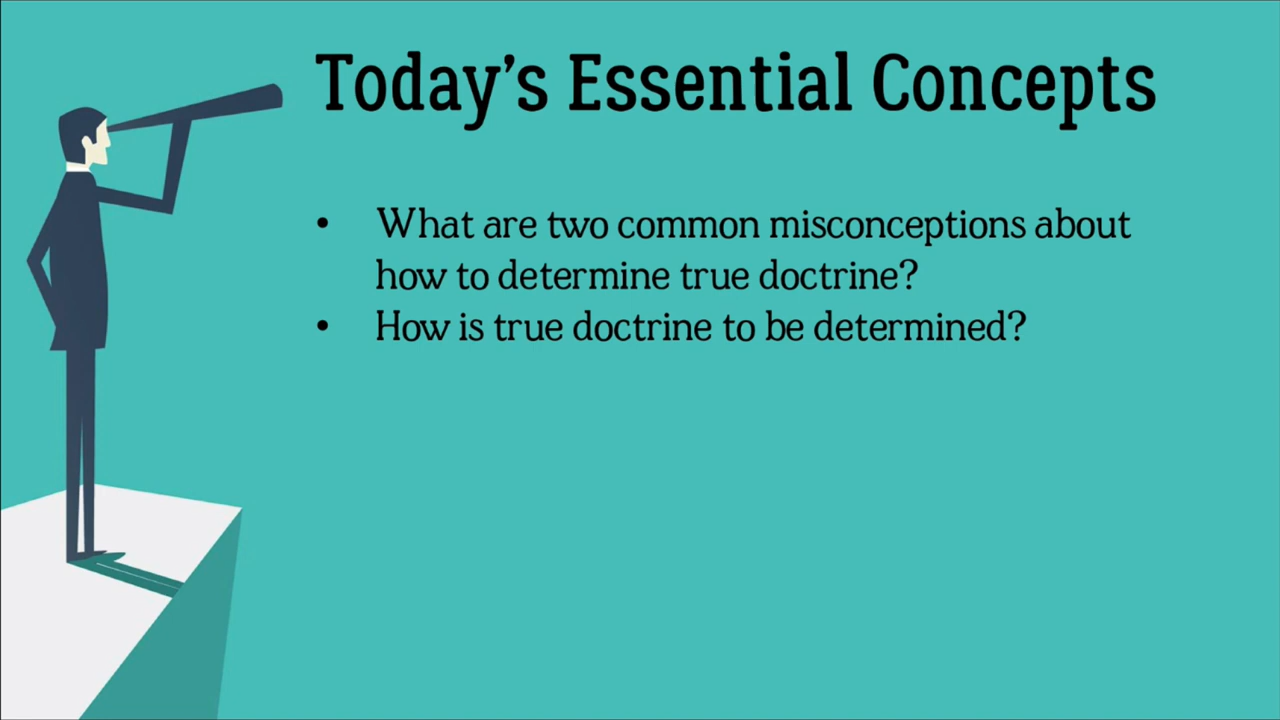 Today’s Essential Concepts
• What are two common misconceptions about
how to determine true doctrine?
• How is true doctrine to be determined?